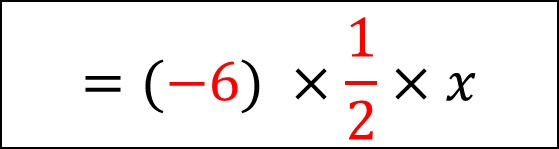 = (−6) × 1/2 × x